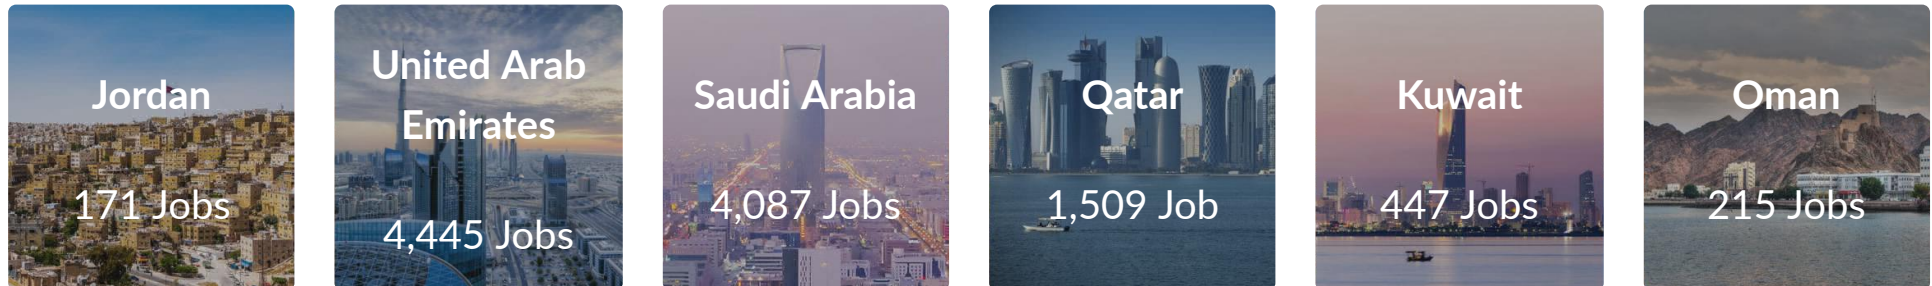 Jordan
171 Jobs
United Arab
Emirates
4,445 Jobs
Saudi Arabia
4,087 Jobs
Qatar
1,509 Job
Kuwait
447 Jobs
Oman
215 Jobs